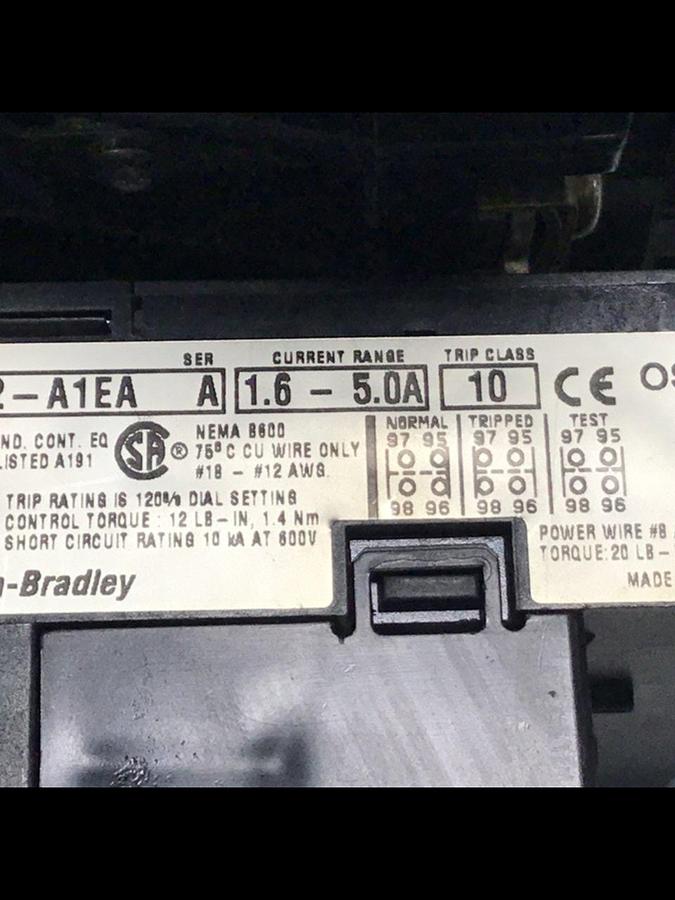 SER CURRENT RANGE TRIP CLASS
2-A1EA A 1.6 - 5.0A 10 CE
IND. CONT. EQ
LISTED A191
SA ®
NEMA B600
75° C CU WIRE ONLY
#18 - #12 AWG.
NORMAL TRIPPED TEST
97 95 97 95 97 95
98 96 98 96 98 96
TRIP RATING IS 120% DIAL SETTING
CONTROL TORQUE: 12 LB-IN, 1.4 Nm
SHORT CIRCUIT RATING 10 kA AT 600V
POWER WIRE #8
TORQUE: 20 LB-
-Bradley
MADE